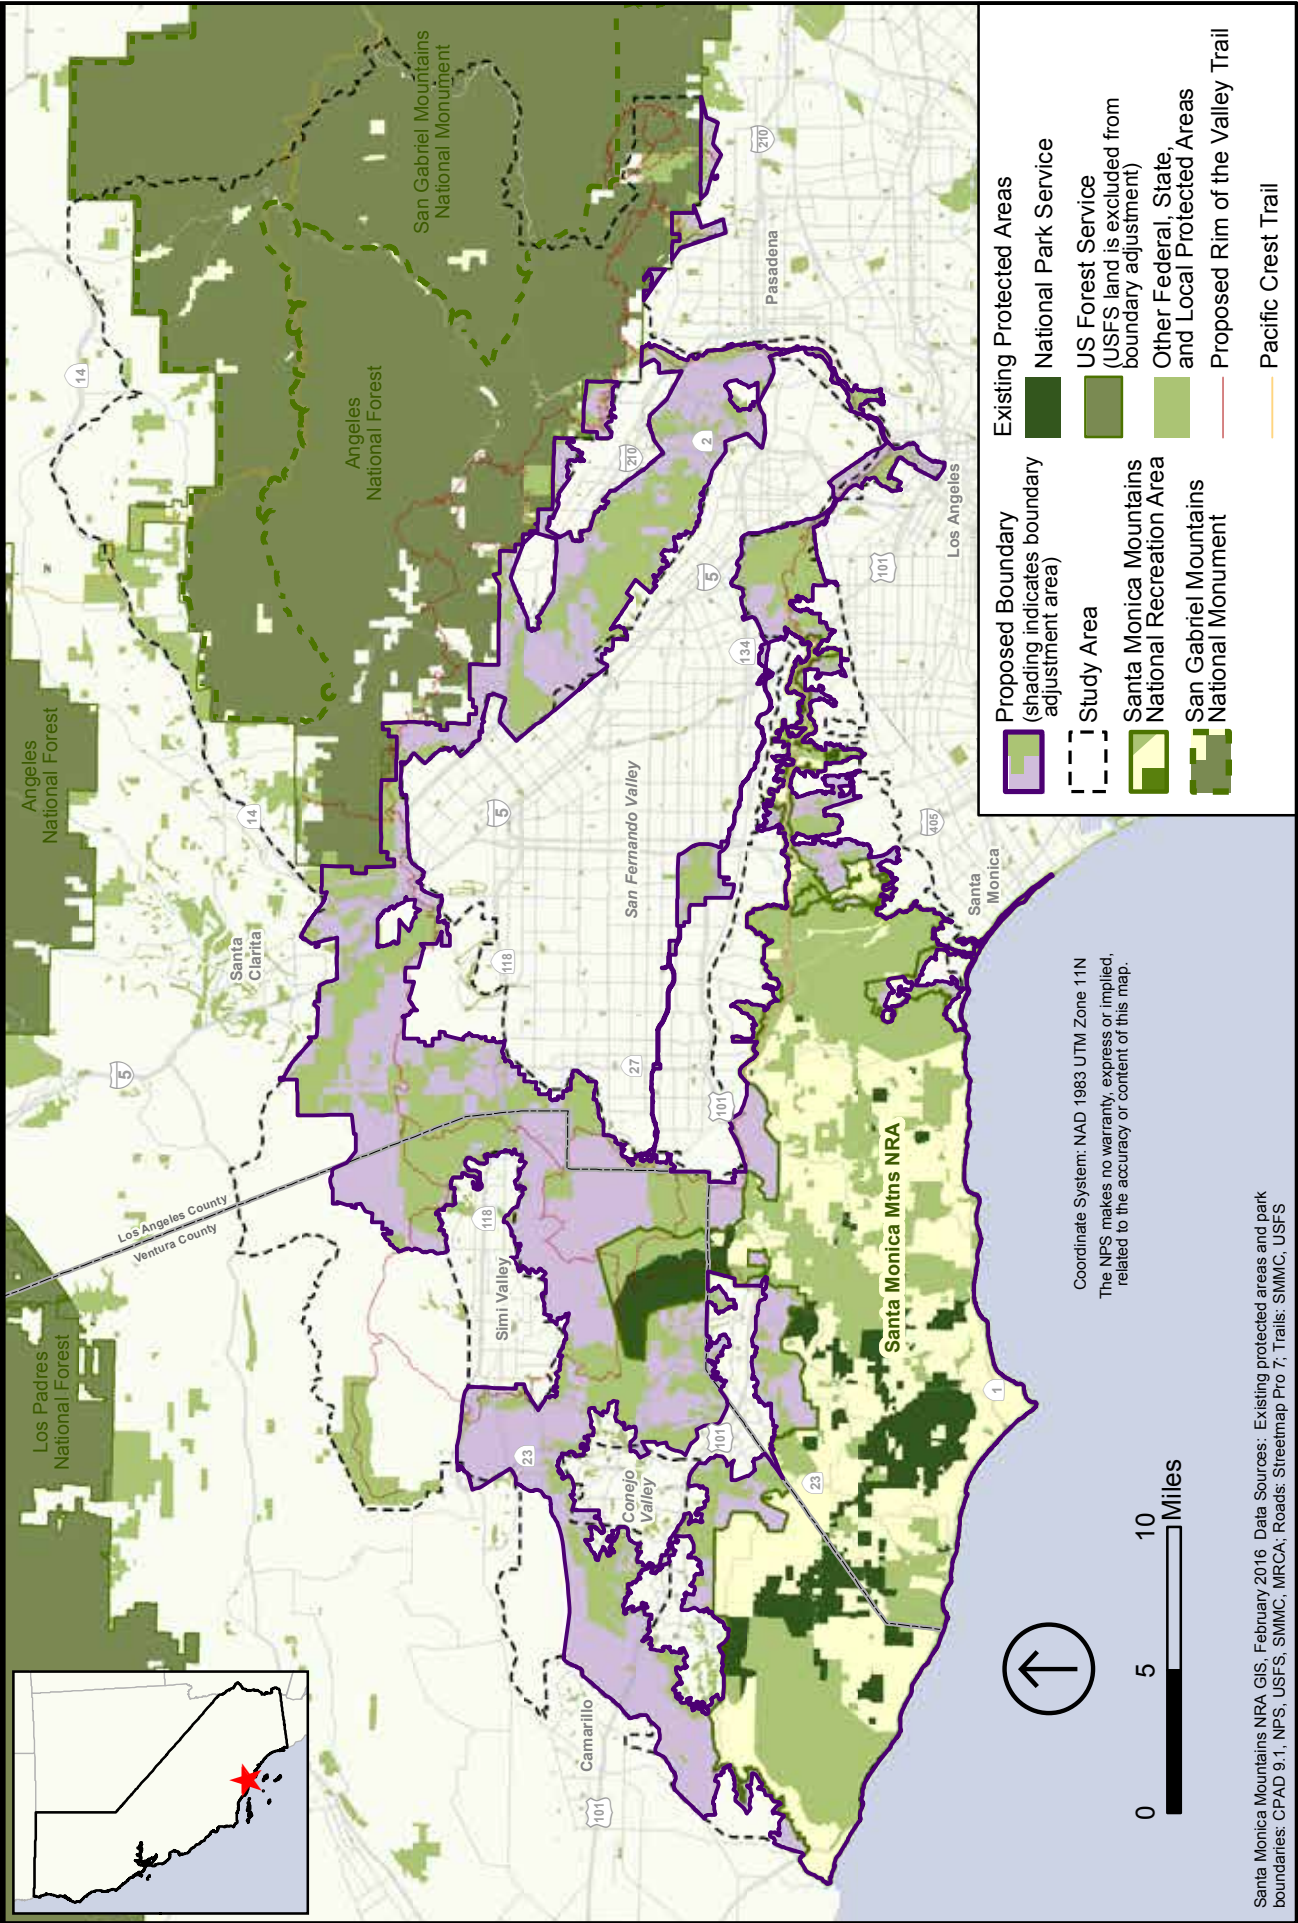 Los Padres
National Forest
Angeles
National Forest
Los Angeles County
Ventura County
5
Santa
Clarita
14
14
N
Angeles
National Forest
San Gabriel Mountains
National Monument
118
118
5
210
210
Simi Valley
23
San Fernando Valley
27
2
5
Pasadena
Conejo
Valley
Camarillo
101
101
101
134
101
Los Angeles
23
Santa Monica Mtns NRA
405
Santa
Monica
1
0
5
10
Miles
Coordinate System: NAD 1983 UTM Zone 11N
The NPS makes no warranty, express or implied,
related to the accuracy or content of this map.
Santa Monica Mountains NRA GIS, February 2016 Data Sources: Existing protected areas and park
boundaries: CPAD 9.1, NPS, USFS, SMMC, MRCA; Roads: Streetmap Pro 7; Trails: SMMC, USFS
Proposed Boundary
(shading indicates boundary
adjustment area)
Study Area
Santa Monica Mountains
National Recreation Area
San Gabriel Mountains
National Monument
Existing Protected Areas
National Park Service
US Forest Service
(USFS land is excluded from
boundary adjustment)
Other Federal, State,
and Local Protected Areas
Proposed Rim of the Valley Trail
Pacific Crest Trail